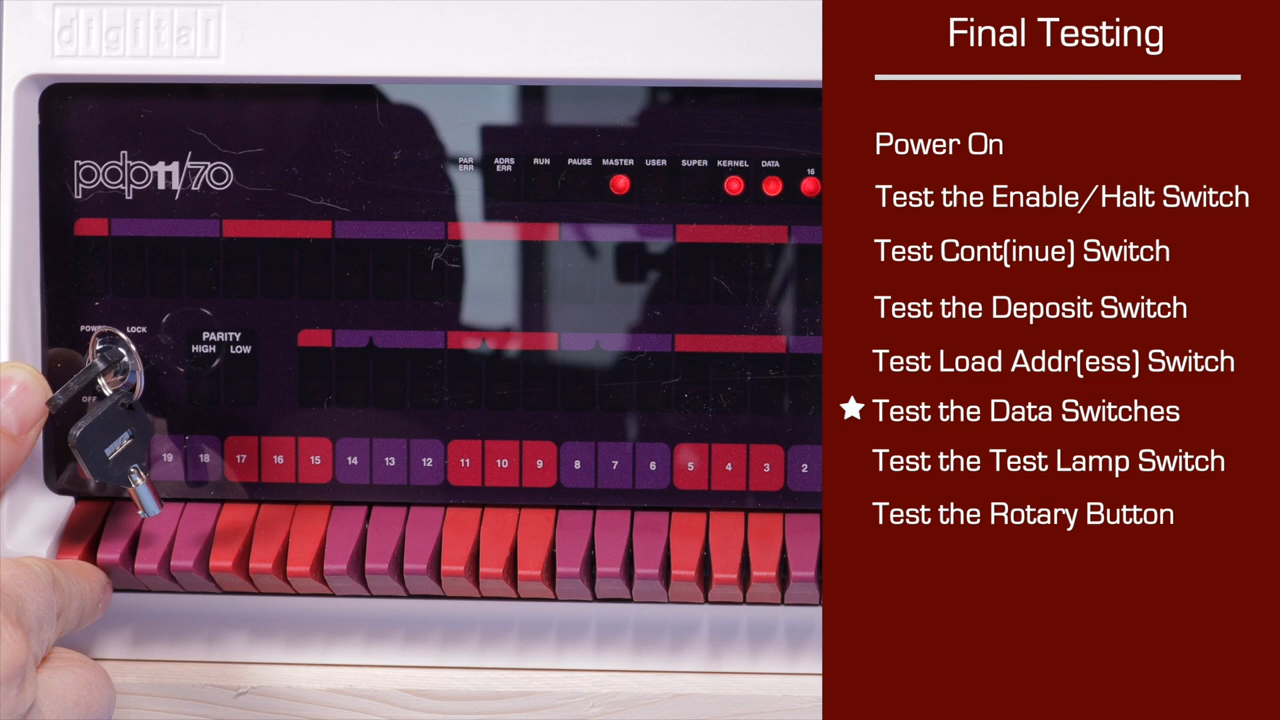 digital
Final Testing
pdp11/70
PAR ERR
ADRS ERR
RUN
PAUSE
MASTER
USER
SUPER
KERNEL
DATA
16
POWER
LOCK
PARITY
HIGH LOW
OFF
19 18 17 16 15 14 13 12 11 10 9 8 7 6 5 4 3 2
Power On
Test the Enable/Halt Switch
Test Cont(inue) Switch
Test the Deposit Switch
Test Load Addr(ess) Switch
Test the Data Switches
Test the Test Lamp Switch
Test the Rotary Button